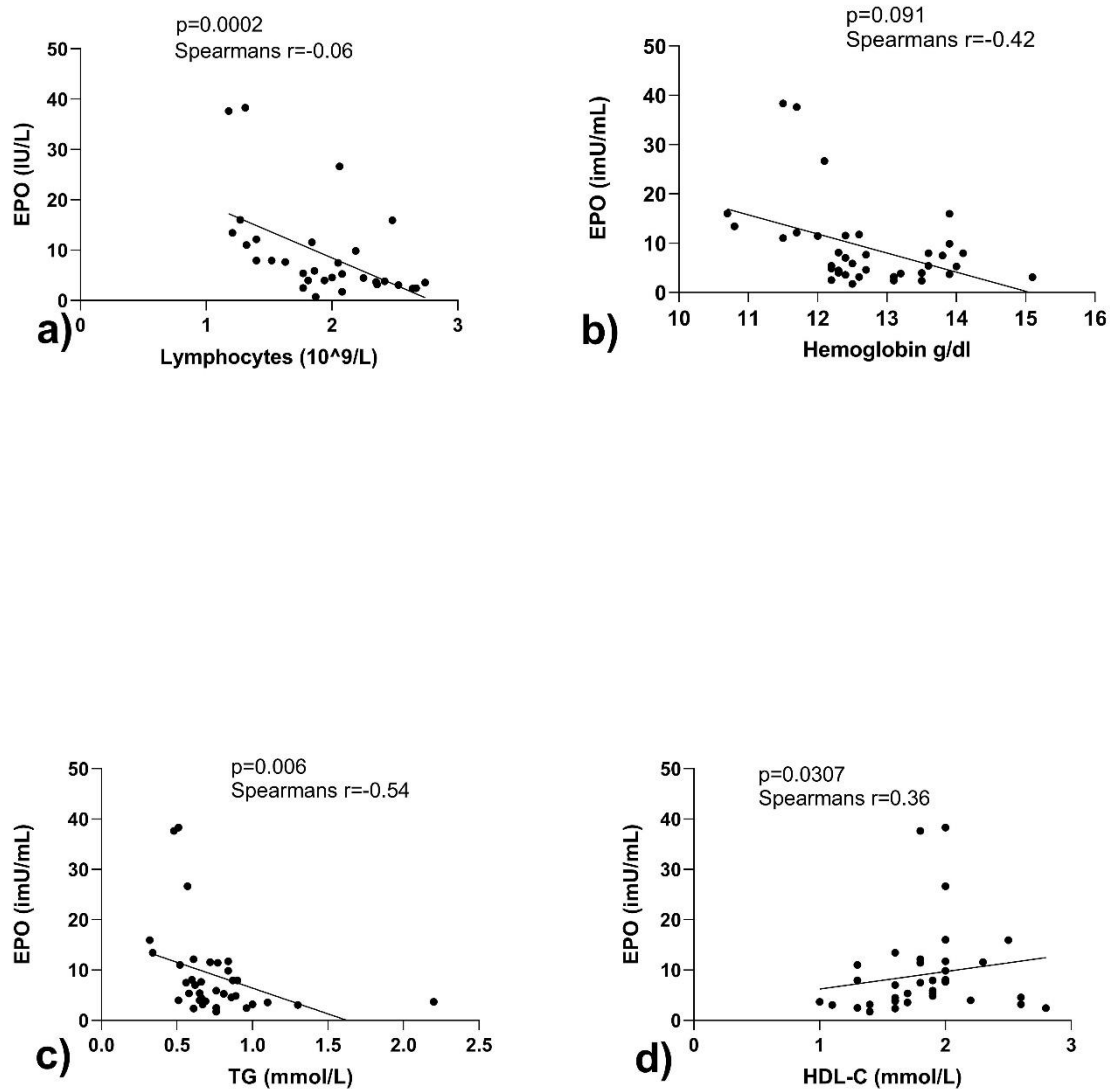 p=0.0002
Spearmans r=-0.06
50
40
30
20
10
0
EPO (IU/L)
0
1
2
3
Lymphocytes (10^9/L)
a)
p=0.091
Spearmans r=-0.42
50
40
30
20
10
0
EPO (imU/mL)
10
11
12
13
14
15
16
Hemoglobin g/dl
b)
p=0.006
Spearmans r=-0.54
50
40
30
20
10
0
EPO (imU/mL)
0.0
0.5
1.0
1.5
2.0
2.5
TG (mmol/L)
c)
p=0.0307
Spearmans r=0.36
50
40
30
20
10
0
EPO (imU/mL)
0
1
2
3
HDL-C (mmol/L)
d)